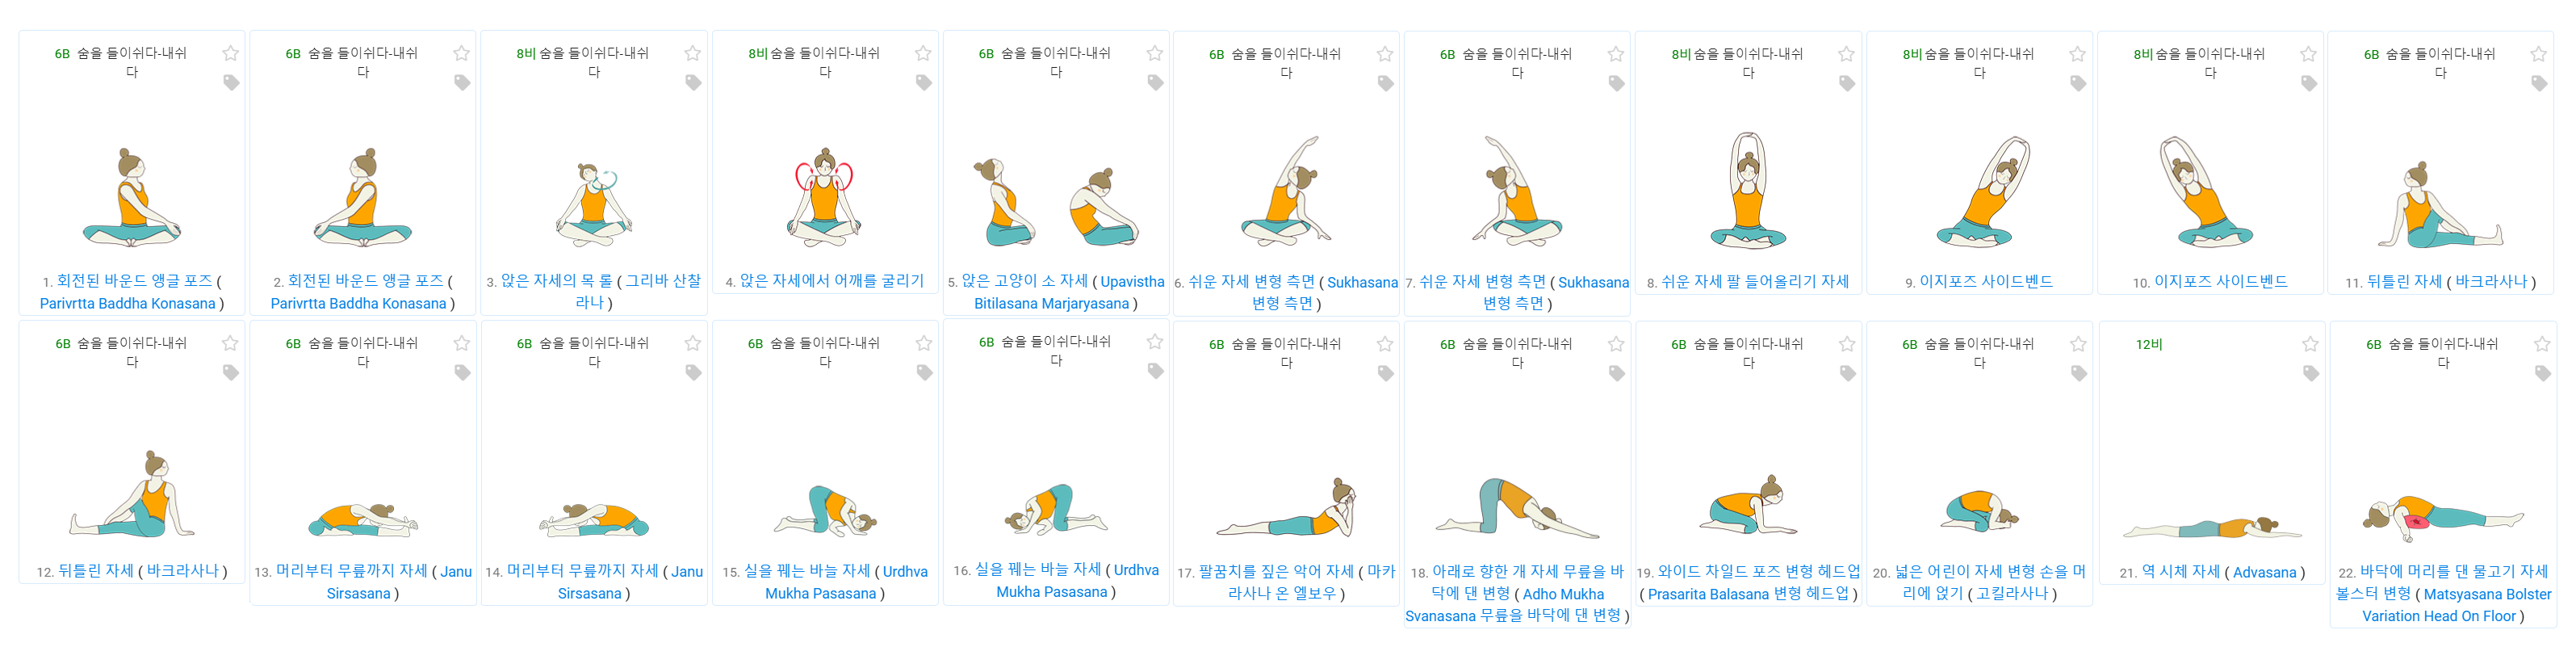 6B 숨을 들이쉬다-내쉬
다
1. 회전된 바운드 앵글 포즈 (
Parivrtta Baddha Konasana )
6B 숨을 들이쉬다-내쉬
다
2. 회전된 바운드 앵글 포즈 (
Parivrtta Baddha Konasana )
8비 숨을 들이쉬다-내쉬
다
3. 앉은 자세의 목 롤 ( 그리바 산찰
라나 )
8비 숨을 들이쉬다-내쉬
다
4. 앉은 자세에서 어깨를 굴리기
6B 숨을 들이쉬다-내쉬
다
5. 앉은 고양이 소 자세 ( Upavistha
Bitilasana Marjaryasana )
6B 숨을 들이쉬다-내쉬
다
6. 쉬운 자세 변형 측면 ( Sukhasana
변형 측면 )
6B 숨을 들이쉬다-내쉬
다
7. 쉬운 자세 변형 측면 ( Sukhasana
변형 측면 )
8비 숨을 들이쉬다-내쉬
다
8. 쉬운 자세 팔 들어올리기 자세
8비 숨을 들이쉬다-내쉬
다
9. 이지포즈 사이드벤드
8비 숨을 들이쉬다-내쉬
다
10. 이지포즈 사이드벤드
6B 숨을 들이쉬다-내쉬
다
11. 뒤틀린 자세 ( 바크라사나 )
6B 숨을 들이쉬다-내쉬
다
12. 뒤틀린 자세 ( 바크라사나 )
6B 숨을 들이쉬다-내쉬
다
13. 머리부터 무릎까지 자세 ( Janu
Sirsasana )
6B 숨을 들이쉬다-내쉬
다
14. 머리부터 무릎까지 자세 ( Janu
Sirsasana )
6B 숨을 들이쉬다-내쉬
다
15. 실을 꿰는 바늘 자세 ( Urdhva
Mukha Pasasana )
6B 숨을 들이쉬다-내쉬
다
16. 실을 꿰는 바늘 자세 ( Urdhva
Mukha Pasasana )
6B 숨을 들이쉬다-내쉬
다
17. 팔꿈치를 짚은 악어 자세 ( 마카
라사나 온 엘보우 )
6B 숨을 들이쉬다-내쉬
다
18. 아래로 향한 개 자세 무릎을 바
닥에 댄 변형 ( Adho Mukha
Svanasana 무릎을 바닥에 댄 변형 )
6B 숨을 들이쉬다-내쉬
다
19. 와이드 차일드 포즈 변형 헤드업
( Prasarita Balasana 변형 헤드업 )
6B 숨을 들이쉬다-내쉬
다
20. 넓은 어린이 자세 변형 손을 머
리에 얹기 ( 고킬라사나 )
12비
21. 역 시체 자세 ( Advasana )
6B 숨을 들이쉬다-내쉬
다
22. 바닥에 머리를 댄 물고기 자세
볼스터 변형 ( Matsyasana Bolster
Variation Head On Floor )